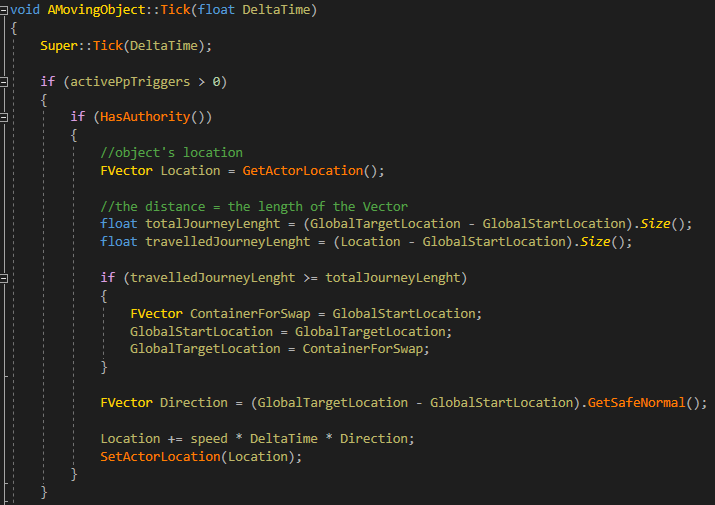 void AMovingObject::Tick(float DeltaTime)
{
    Super::Tick(DeltaTime);

    if (activePpTriggers > 0)
    {
        if (HasAuthority())
        {
            //object's location
            FVector Location = GetActorLocation();

            //the distance = the length of the Vector
            float totalJourneyLenght = (GlobalTargetLocation - GlobalStartLocation).Size();
            float travelledJourneyLenght = (Location - GlobalStartLocation).Size();

            if (travelledJourneyLenght >= totalJourneyLenght)
            {
                FVector ContainerForSwap = GlobalStartLocation;
                GlobalStartLocation = GlobalTargetLocation;
                GlobalTargetLocation = ContainerForSwap;
            }

            FVector Direction = (GlobalTargetLocation - GlobalStartLocation).GetSafeNormal();

            Location += speed * DeltaTime * Direction;
            SetActorLocation(Location);
        }
    }